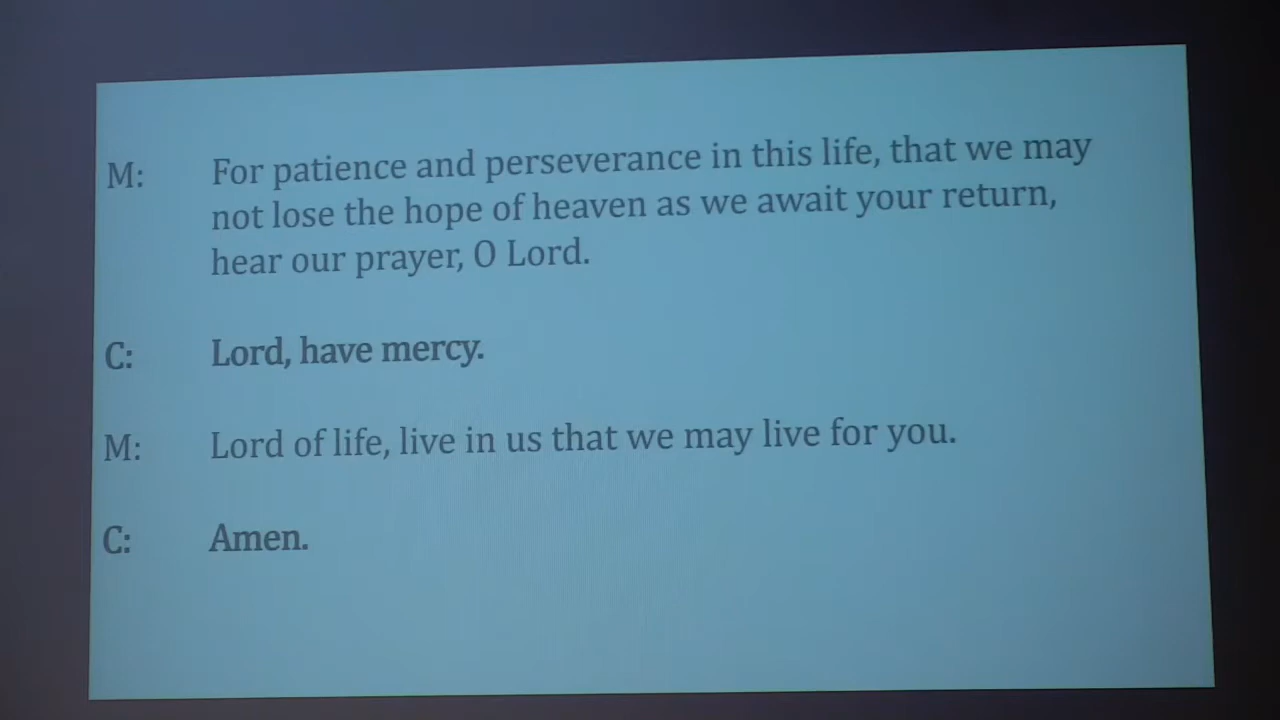 M: For patience and perseverance in this life, that we may
not lose the hope of heaven as we await your return,
hear our prayer, O Lord.
C: Lord, have mercy.
M: Lord of life, live in us that we may live for you.
C: Amen.